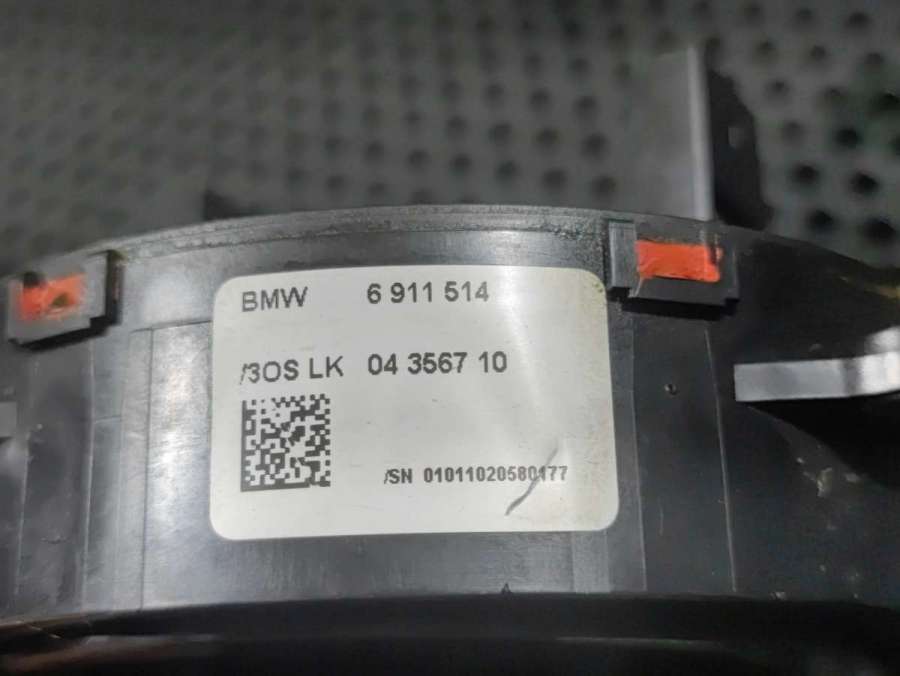 BMW 6 911 514
/3OS LK 04 3567 10
/SN 01011020580177